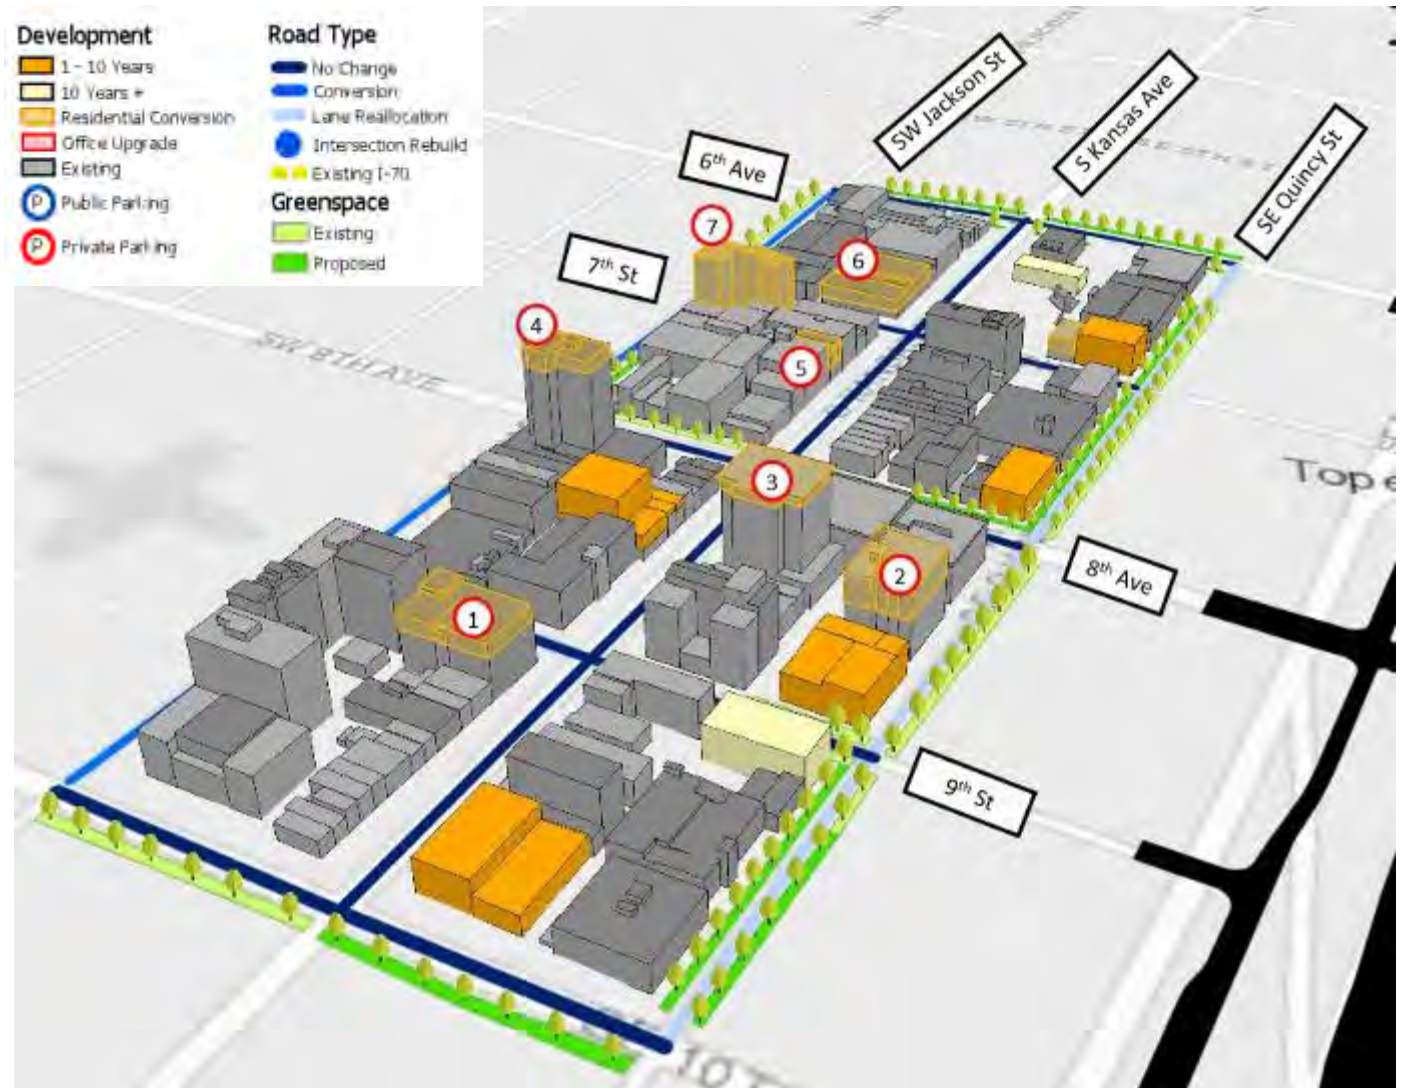 Development
1 - 10 Years
10 Years +
Residential Conversion
Office Upgrade
Existing
P Public Parking
P Private Parking
Road Type
No Change
Conversion
Lane Reallocation
Intersection Rebuild
Existing I-70
Greenspace
Existing
Proposed
SW Jackson St
S Kansas Ave
SE Quincy St
6th Ave
7th St
7
6
4
5
SW 8TH AVE
3
Tope
2
8th Ave
1
9th St
10